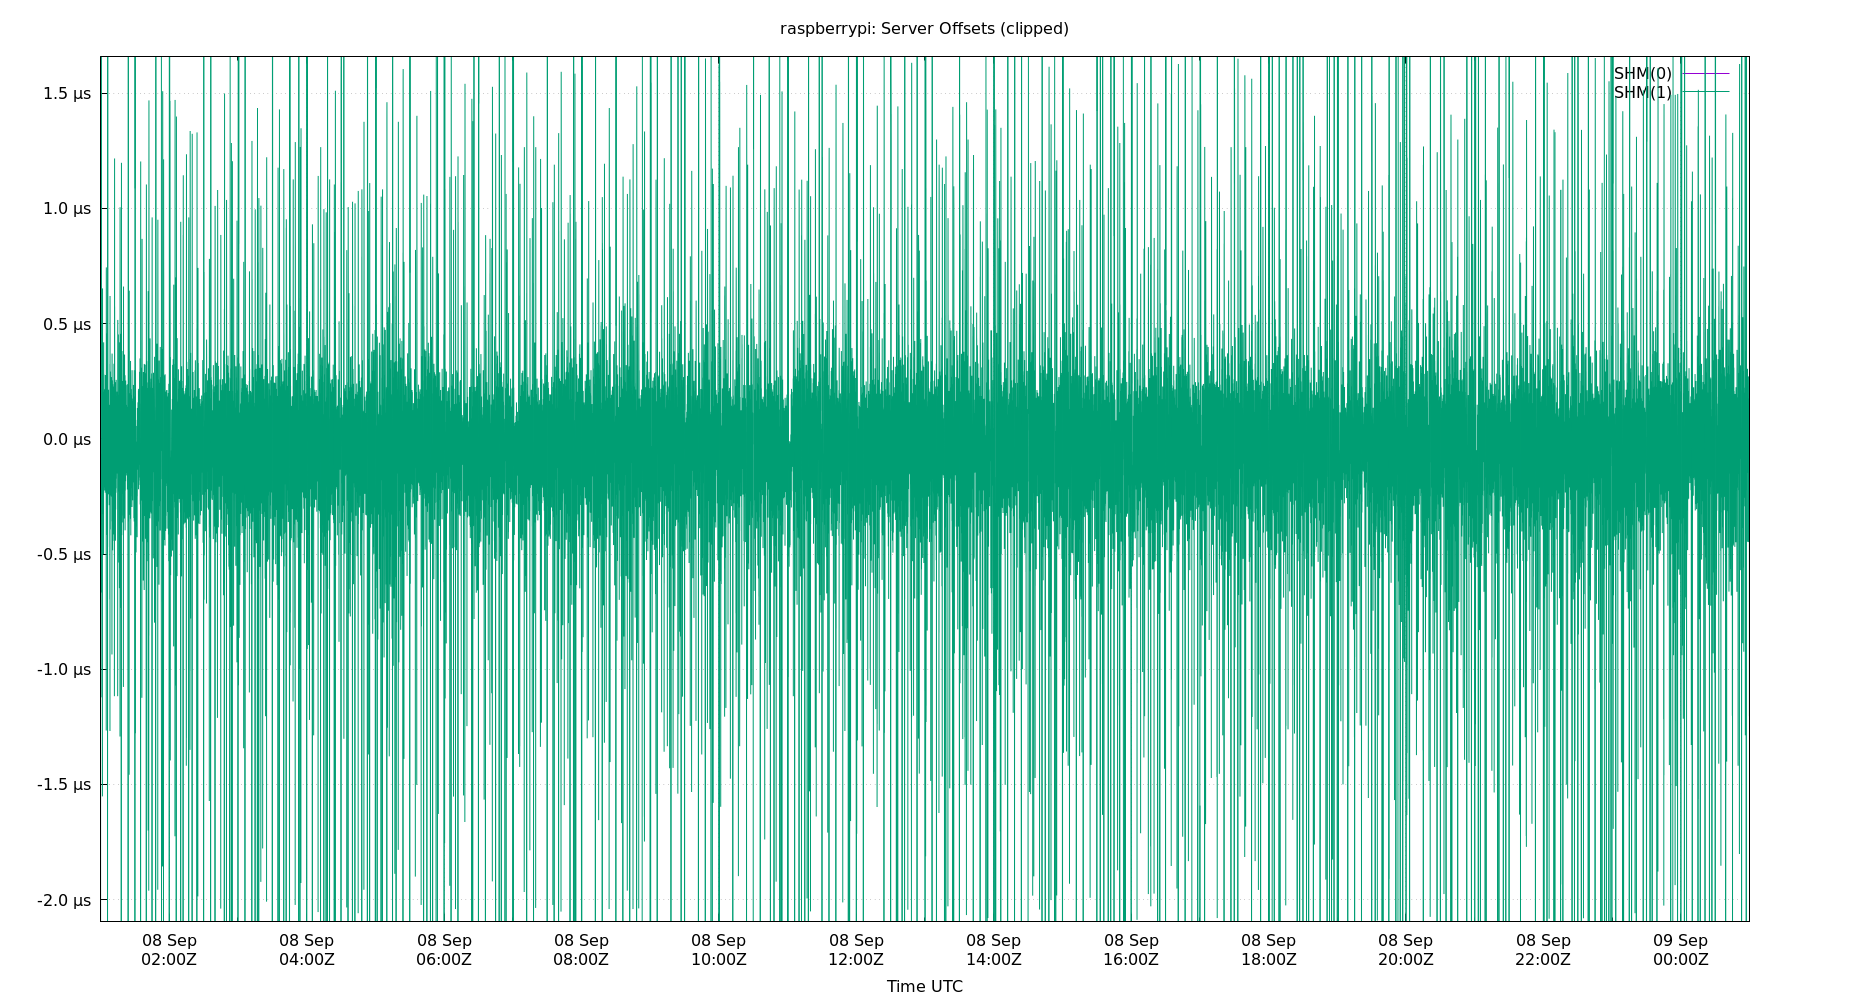 raspberrypi: Server Offsets (clipped)
SHM(0)
SHM(1)
1.5 µs
1.0 µs
0.5 µs
0.0 µs
-0.5 µs
-1.0 µs
-1.5 µs
-2.0 µs
08 Sep 08 Sep 08 Sep 08 Sep 08 Sep 08 Sep 08 Sep 08 Sep 08 Sep 08 Sep 08 Sep 09 Sep
02:00Z 04:00Z 06:00Z 08:00Z 10:00Z 12:00Z 14:00Z 16:00Z 18:00Z 20:00Z 22:00Z 00:00Z
Time UTC